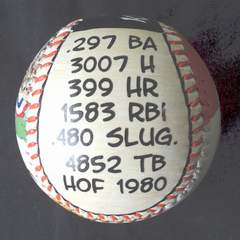 .297 BA
3007 H
399 HR
1583 RBi
.480 SLUG.
4852 TB
HOF 1980